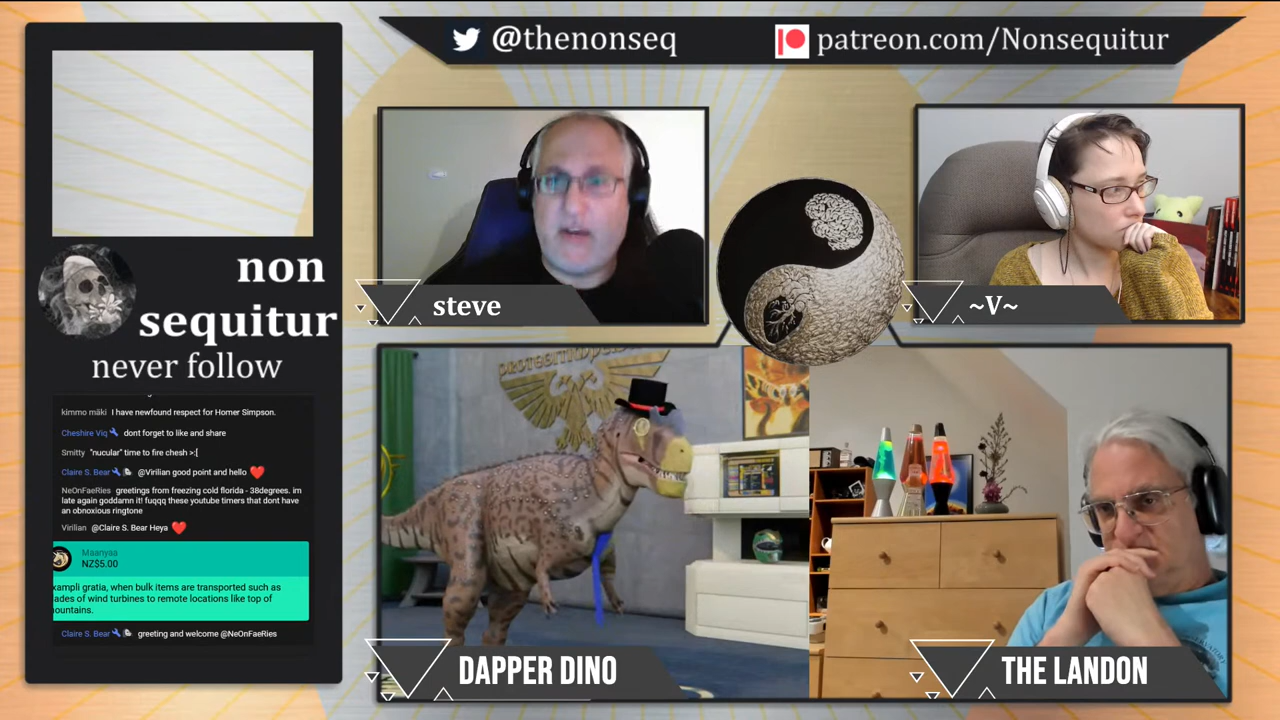 @thenonseq
patreon.com/Nonsequitur
non
sequitur
never follow
steve
~V~
kimmo mäki I have newfound respect for Homer Simpson.
Cheshire Viq dont forget to like and share
Smitty "nucular" time to fire chesh >:[
Claire S. Bear @Virilian good point and hello
NeOnFaeRies greetings from freezing cold florida - 38degrees. im
late again goddarnn it!! fuqqq these youtube timers that dont have
an obnoxious ringtone
Virilian @Claire S. Bear Heya
Maanyaa
NZ$5.00
xampli gratia, when bulk items are transported such as
ades of wind turbines to remote locations like top of
ountains.
Claire S. Bear greeting and welcome @NeOnFaeRies
DAPPER DINO
THE LANDON